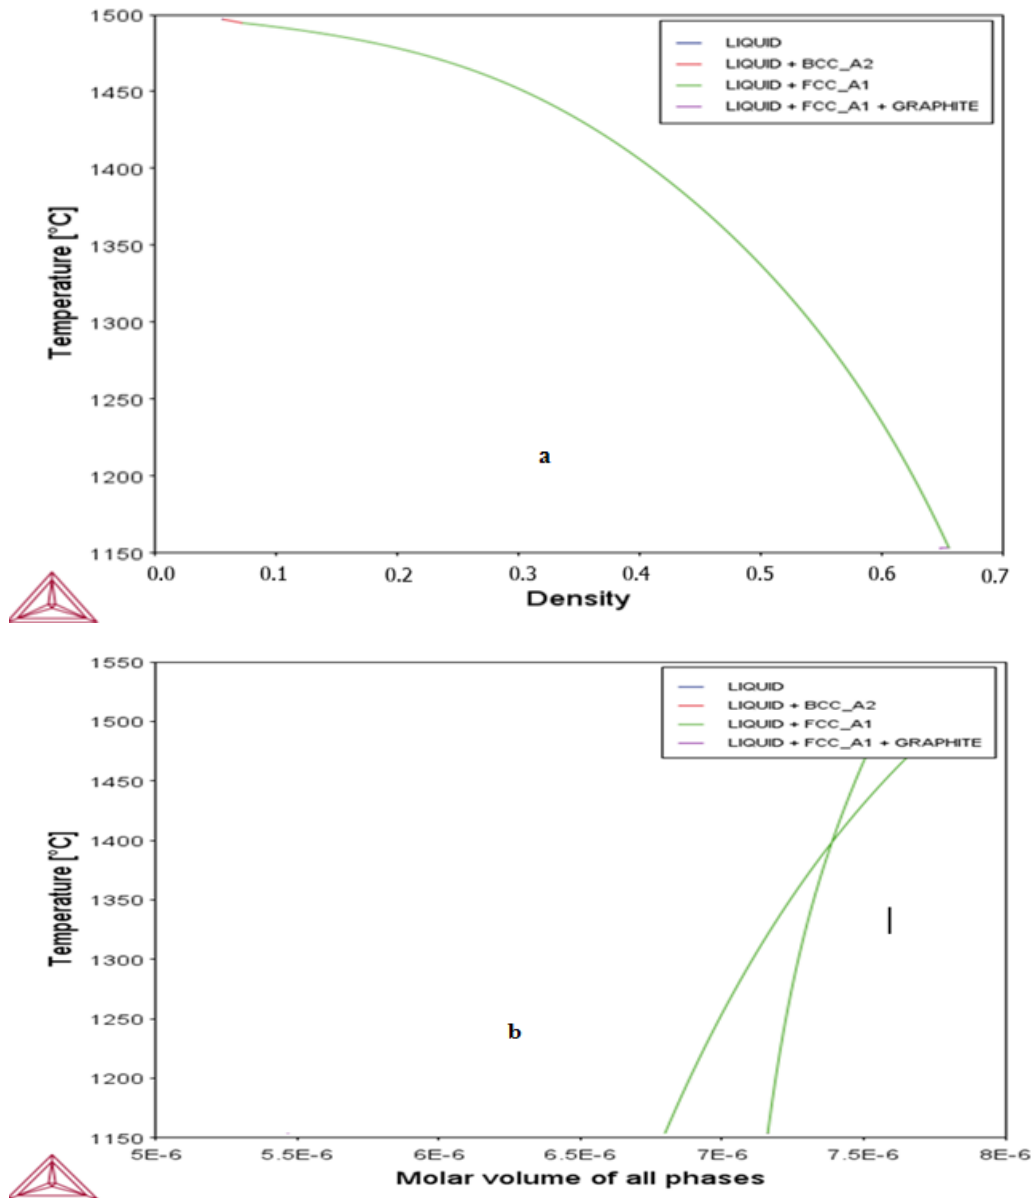 1500
1450
1400
1350
1300
1250
1200
1150
Temperature [°C]
LIQUID
LIQUID + BCC_A2
LIQUID + FCC_A1
LIQUID + FCC_A1 + GRAPHITE
a
0.0 0.1 0.2 0.3 0.4 0.5 0.6 0.7
Density
1550
1500
1450
1400
1350
1300
1250
1200
1150
Temperature [°C]
LIQUID
LIQUID + BCC_A2
LIQUID + FCC_A1
LIQUID + FCC_A1 + GRAPHITE
b
5E-6 5.5E-6 6E-6 6.5E-6 7E-6 7.5E-6 8E-6
Molar volume of all phases